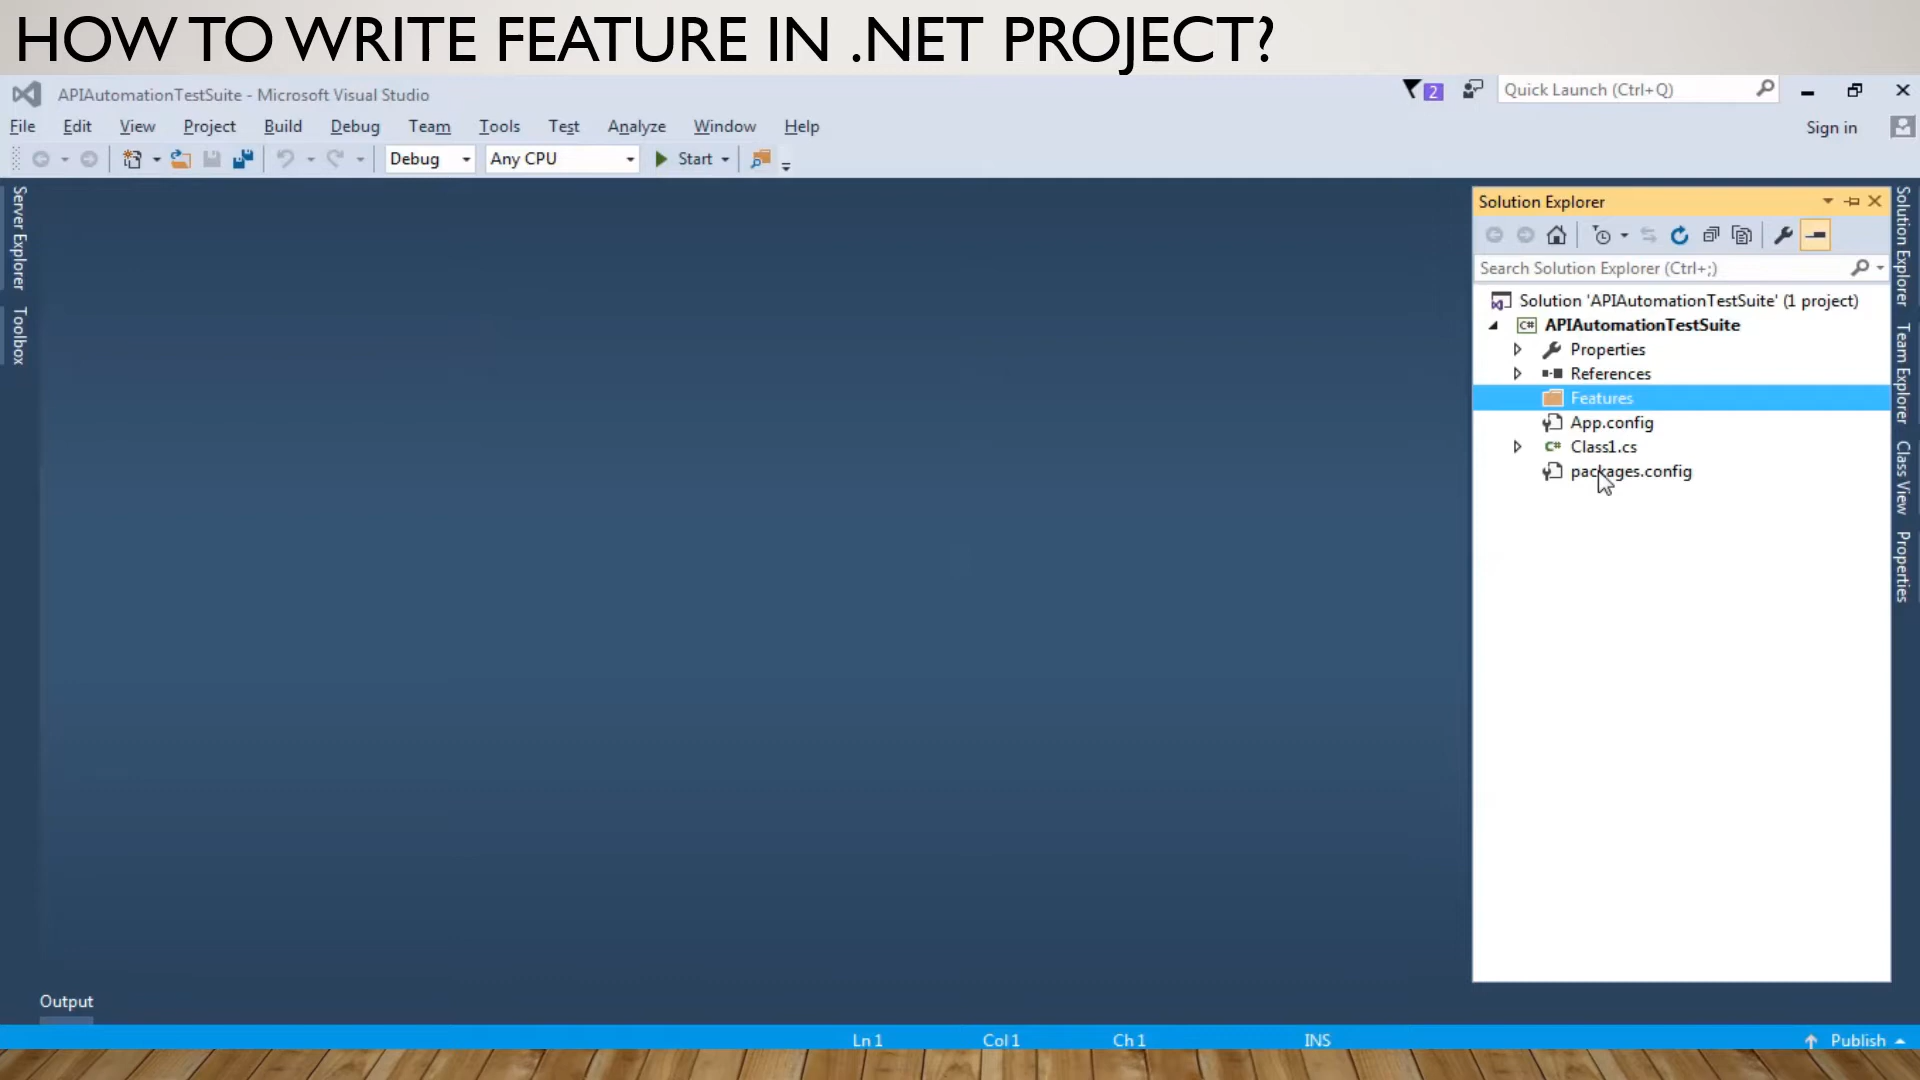 HOW TO WRITE FEATURE IN .NET PROJECT?
APIAutomationTestSuite - Microsoft Visual Studio
2
Quick Launch (Ctrl+Q)
File Edit View Project Build Debug Team Tools Test Analyze Window Help
Sign in
Debug Any CPU Start
Server Explorer
Toolbox
Solution Explorer
Search Solution Explorer (Ctrl+;)
Solution 'APIAutomationTestSuite' (1 project)
C# APIAutomationTestSuite
Properties
References
Features
App.config
C# Class1.cs
packages.config
Solution Explorer
Team Explorer
Class View
Properties
Output
Ln 1 Col 1 Ch 1 INS Publish